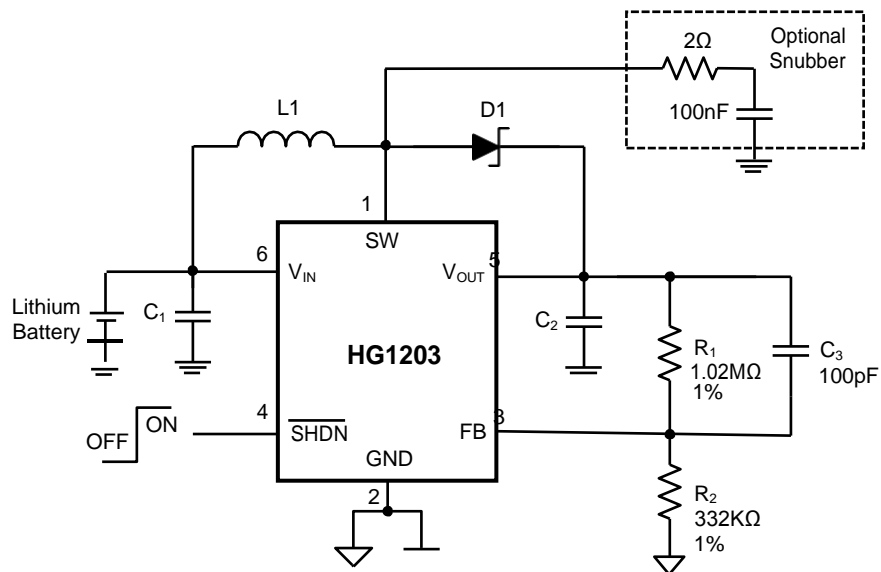 Optional
Snubber
2Ω
100nF
L1
D1
1
SW
6
VIN
5
VOUT
Lithium
Battery
C1
C2
HG1203
R1
1.02MΩ
1%
C3
100pF
4
SHDN
3
FB
OFF
ON
GND
2
R2
332KΩ
1%